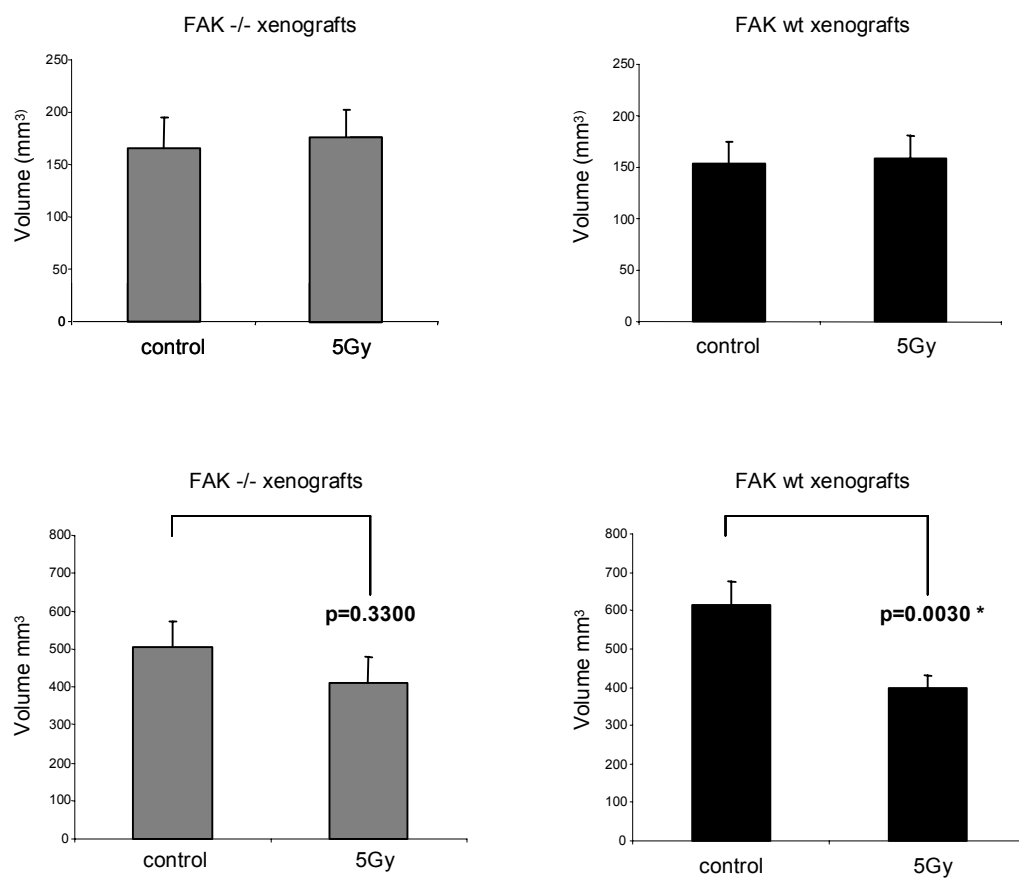 FAK -/- xenografts
Volume (mm³)
250
200
150
100
50
0
control 5Gy
FAK wt xenografts
Volume (mm³)
250
200
150
100
50
0
control 5Gy
FAK -/- xenografts
Volume mm³
800
700
600
500
400
300
200
100
0
p=0.3300
control 5Gy
FAK wt xenografts
Volume mm³
800
700
600
500
400
300
200
100
0
p=0.0030 *
control 5Gy